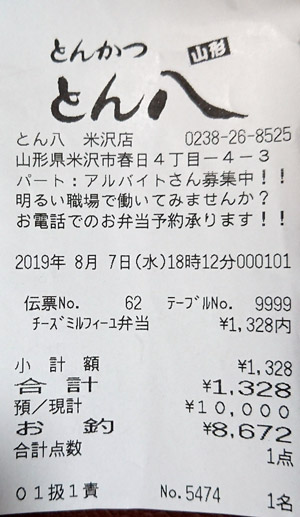 とんかつ 山形
とん八
とん八 米沢店 0238-26-8525
山形県米沢市春日４丁目－４－３
パート：アルバイトさん募集中！！
明るい職場で働いてみませんか？
お電話でのお弁当予約承ります！！
2019年 8月 7日(水)18時12分000101
伝票No. 62 テーブルNo. 9999
チーズミルフィーユ弁当 ¥1,328内
小計額 ¥1,328
合計 ¥1,328
預／現計 ¥10,000
お釣 ¥8,672
合計点数 1点
０１扱１責 No.5474 1名